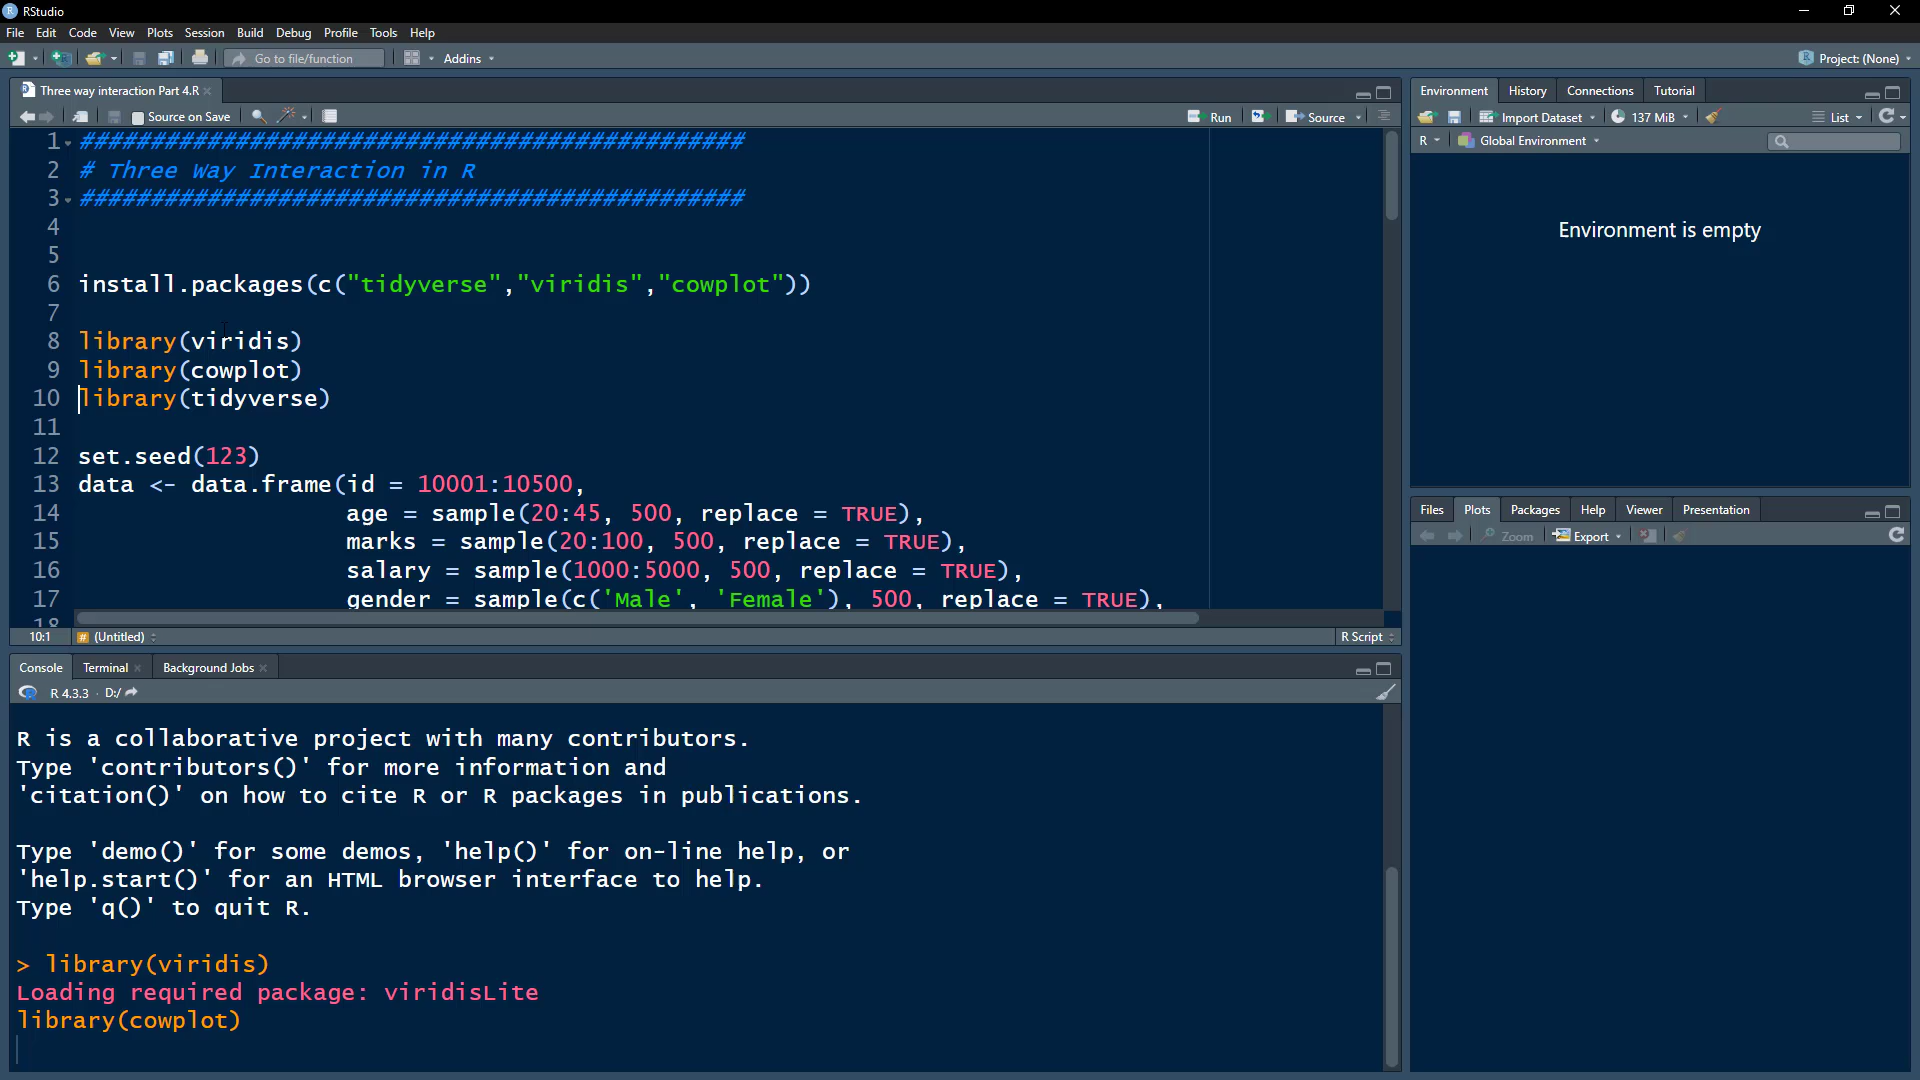 RStudio
File Edit Code View Plots Session Build Debug Profile Tools Help
Go to file/function Addins Project: (None)
Three way interaction Part 4.R
Source on Save Run Source
1 ###############################################
2 # Three Way Interaction in R
3 ###############################################
4
5
6 install.packages(c("tidyverse","viridis","cowplot"))
7
8 library(viridis)
9 library(cowplot)
10 library(tidyverse)
11
12 set.seed(123)
13 data <- data.frame(id = 10001:10500,
14 age = sample(20:45, 500, replace = TRUE),
15 marks = sample(20:100, 500, replace = TRUE),
16 salary = sample(1000:5000, 500, replace = TRUE),
17 gender = sample(c('Male', 'Female'), 500, replace = TRUE),
18
10:1 # (Untitled) R Script
Console Terminal Background Jobs
R 4.3.3 · D:/
R is a collaborative project with many contributors.
Type 'contributors()' for more information and
'citation()' on how to cite R or R packages in publications.
Type 'demo()' for some demos, 'help()' for on-line help, or
'help.start()' for an HTML browser interface to help.
Type 'q()' to quit R.
> library(viridis)
Loading required package: viridisLite
library(cowplot)
Environment History Connections Tutorial
Import Dataset 137 MiB List
R Global Environment
Environment is empty
Files Plots Packages Help Viewer Presentation
Zoom Export